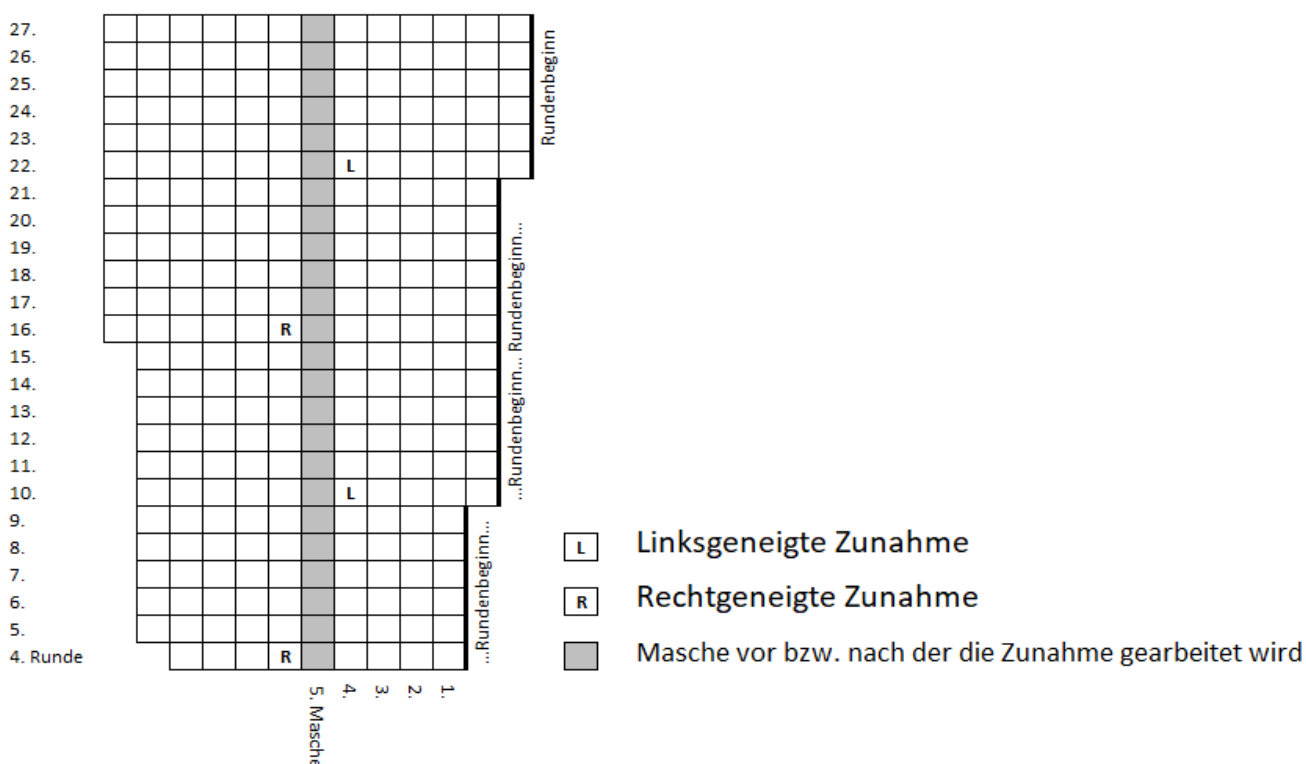 27.
26.
25.
24.
23.
22.
21.
20.
19.
18.
17.
16.
15.
14.
13.
12.
11.
10.
9.
8.
7.
6.
5.
4. Runde
L
R
L
R
Rundenbeginn
Rundenbeginn...
...Rundenbeginn...
...Rundenbeginn...
5. Masche
4.
3.
2.
1.
L Linksgeneigte Zunahme
R Rechtgeneigte Zunahme
Masche vor bzw. nach der die Zunahme gearbeitet wird